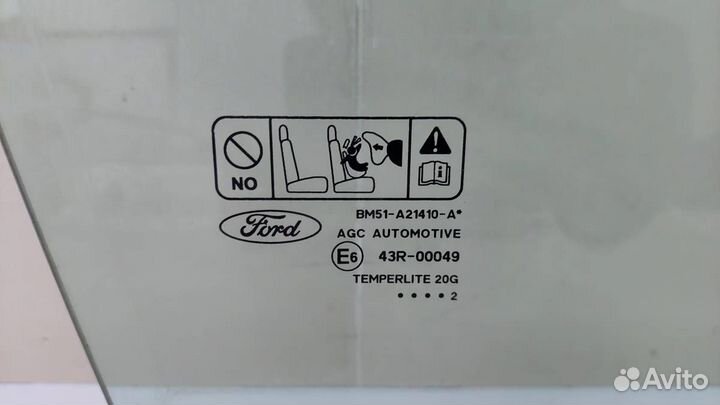 NO
Ford
BM51-A21410-A*
AGC AUTOMOTIVE
E6 43R-00049
TEMPERLITE 20G
• • • • 2
Avito